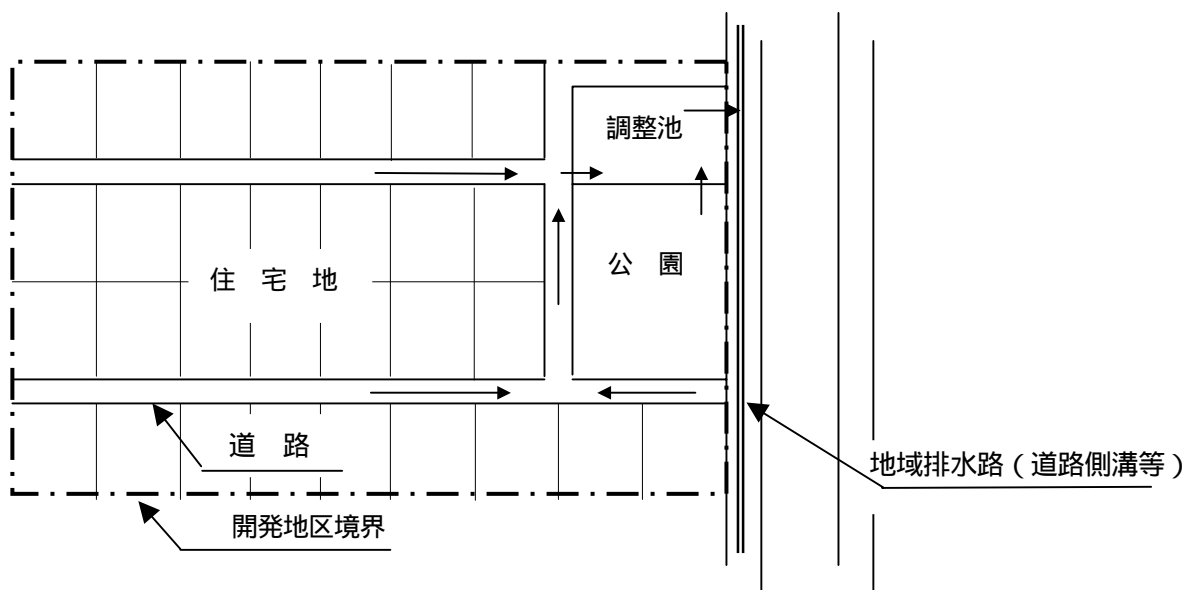 調整池
住 宅 地
公 園
道 路
地域排水路(道路側溝等)
開発地区境界